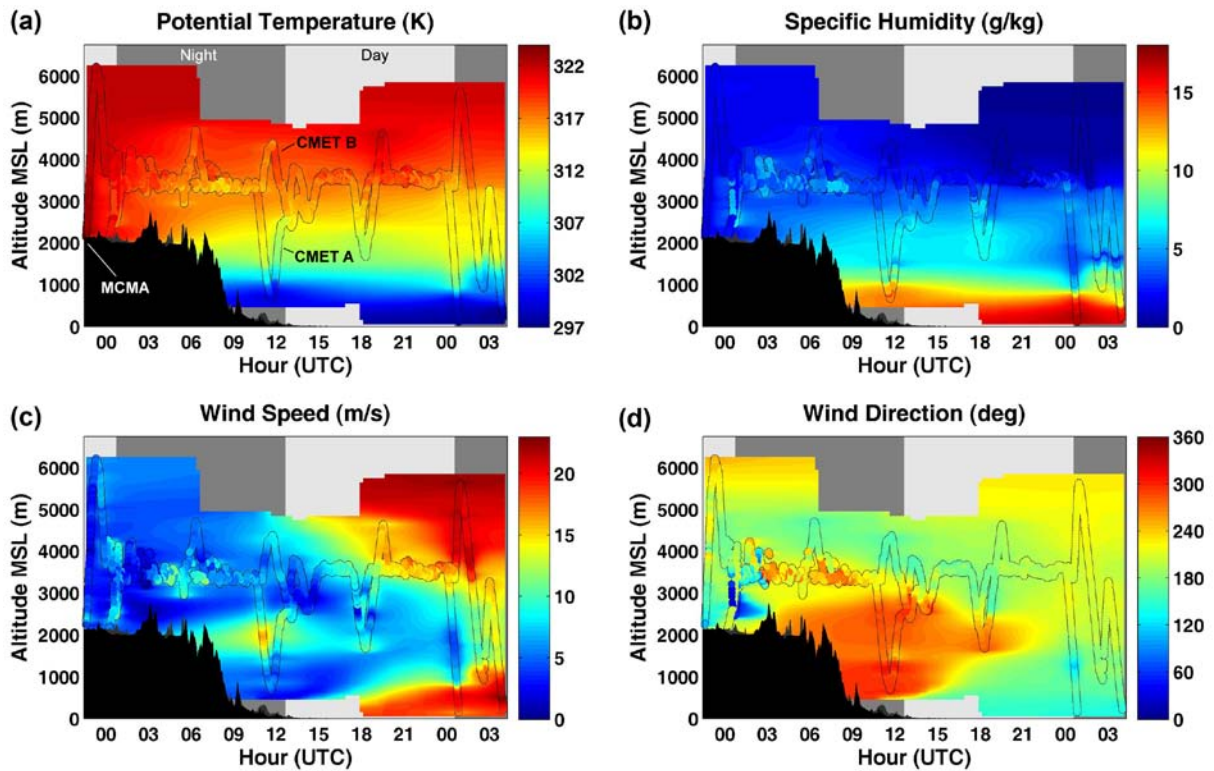 (a) Potential Temperature (K)
Night Day
Altitude MSL (m)
6000
5000
4000
3000
2000
1000
0
CMET B
CMET A
MCMA
00 03 06 09 12 15 18 21 00 03
Hour (UTC)
322
317
312
307
302
297
(b) Specific Humidity (g/kg)
Altitude MSL (m)
6000
5000
4000
3000
2000
1000
0
00 03 06 09 12 15 18 21 00 03
Hour (UTC)
15
10
5
0
(c) Wind Speed (m/s)
Altitude MSL (m)
6000
5000
4000
3000
2000
1000
0
00 03 06 09 12 15 18 21 00 03
Hour (UTC)
20
15
10
5
0
(d) Wind Direction (deg)
Altitude MSL (m)
6000
5000
4000
3000
2000
1000
0
00 03 06 09 12 15 18 21 00 03
Hour (UTC)
360
300
240
180
120
60
0